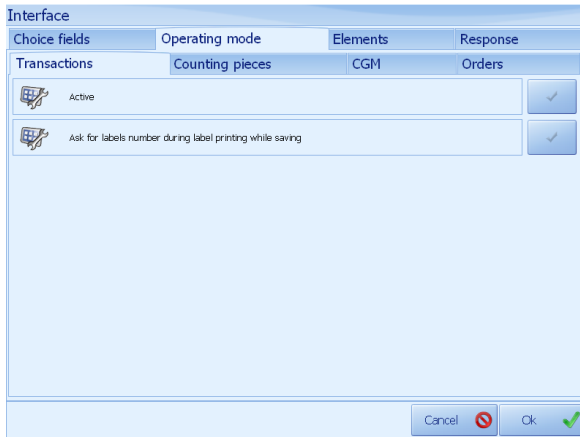 Interface
Choice fields Operating mode Elements Response
Transactions Counting pieces CGM Orders
Active
Ask for labels number during label printing while saving
Cancel Ok